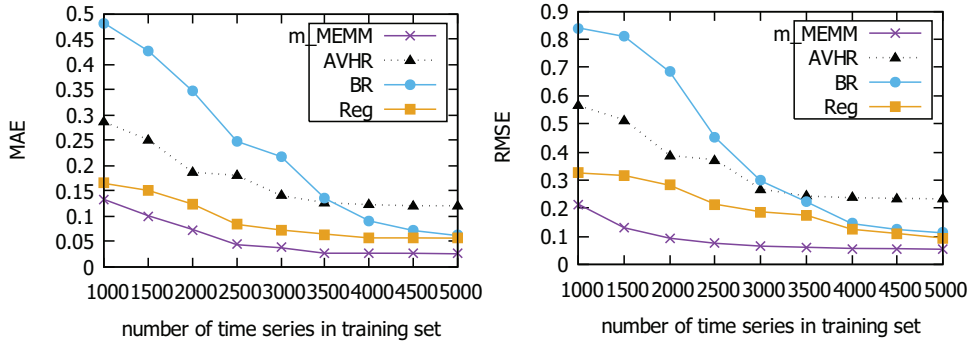 0.5
0.45
0.4
0.35
0.3
0.25
0.2
0.15
0.1
0.05
0
MAE
m_MEMM
AVHR
BR
Reg
1000 1500 2000 2500 3000 3500 4000 4500 5000
number of time series in training set
0.9
0.8
0.7
0.6
0.5
0.4
0.3
0.2
0.1
0
RMSE
m_MEMM
AVHR
BR
Reg
1000 1500 2000 2500 3000 3500 4000 4500 5000
number of time series in training set